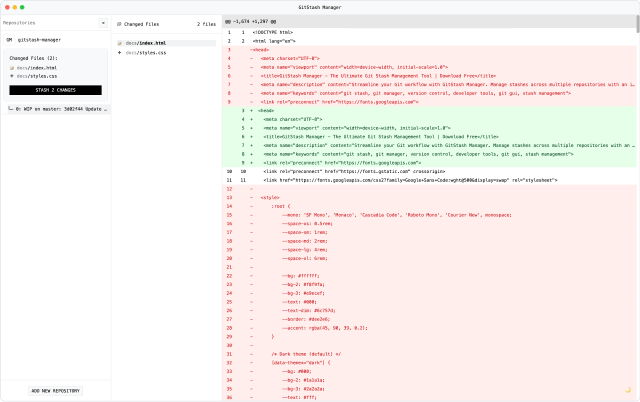 GitStash Manager
Repositories
GM gitstash-manager
Changed Files (2):
docs/index.html
docs/styles.css
STASH 2 CHANGES
0: WIP on master: 3d02f44 Update …
ADD NEW REPOSITORY
Changed Files 2 files
docs/index.html
docs/styles.css
@@ -1,674 +1,297 @@
1 1 <!DOCTYPE html>
2 2 <html lang="en">
3 - <head>
4 - <meta charset="UTF-8">
5 - <meta name="viewport" content="width=device-width, initial-scale=1.0">
6 - <title>GitStash Manager - The Ultimate Git Stash Management Tool | Download Free</title>
7 - <meta name="description" content="Streamline your Git workflow with GitStash Manager. Manage stashes across multiple repositories with an i…
8 - <meta name="keywords" content="git stash, git manager, version control, developer tools, git gui, stash management">
9 - <link rel="preconnect" href="https://fonts.googleapis.com">
3 + <head>
4 + <meta charset="UTF-8">
5 + <meta name="viewport" content="width=device-width, initial-scale=1.0">
6 + <title>GitStash Manager - The Ultimate Git Stash Management Tool | Download Free</title>
7 + <meta name="description" content="Streamline your Git workflow with GitStash Manager. Manage stashes across multiple repositories with an …
8 + <meta name="keywords" content="git stash, git manager, version control, developer tools, git gui, stash management">
9 + <link rel="preconnect" href="https://fonts.googleapis.com">
10 10 <link rel="preconnect" href="https://fonts.gstatic.com" crossorigin>
11 11 <link href="https://fonts.googleapis.com/css2?family=Google+Sans+Code:wght@500&display=swap" rel="stylesheet">
12 -
13 - <style>
14 - :root {
15 - --mono: 'SF Mono', 'Monaco', 'Cascadia Code', 'Roboto Mono', 'Courier New', monospace;
16 - --space-xs: 0.5rem;
17 - --space-sm: 1rem;
18 - --space-md: 2rem;
19 - --space-lg: 4rem;
20 - --space-xl: 6rem;
21 -
22 - --bg: #ffffff;
23 - --bg-2: #f8f9fa;
24 - --bg-3: #e9ecef;
25 - --text: #000;
26 - --text-dim: #6c757d;
27 - --border: #dee2e6;
28 - --accent: rgba(45, 90, 39, 0.2);
29 - }
30 -
31 - /* Dark theme (default) */
32 - [data-theme="dark"] {
33 - --bg: #000;
34 - --bg-2: #1a1a1a;
35 - --bg-3: #2a2a2a;
36 - --text: #fff;